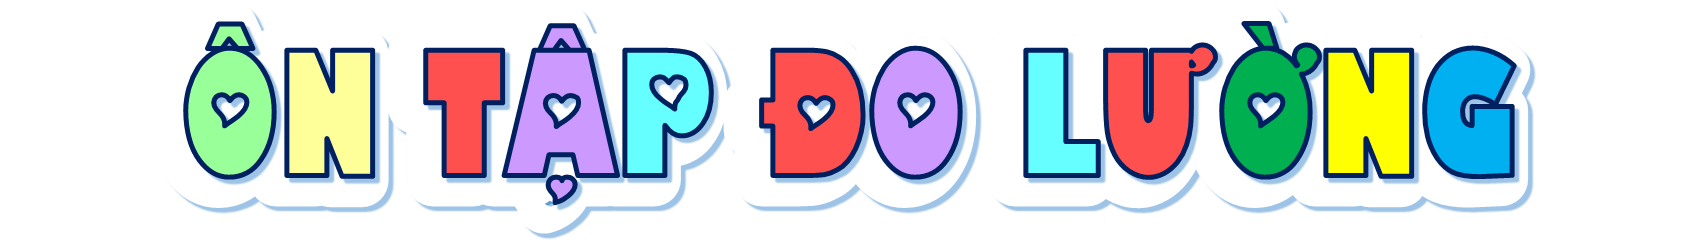 ÔN TẬP ĐO LƯỜNG